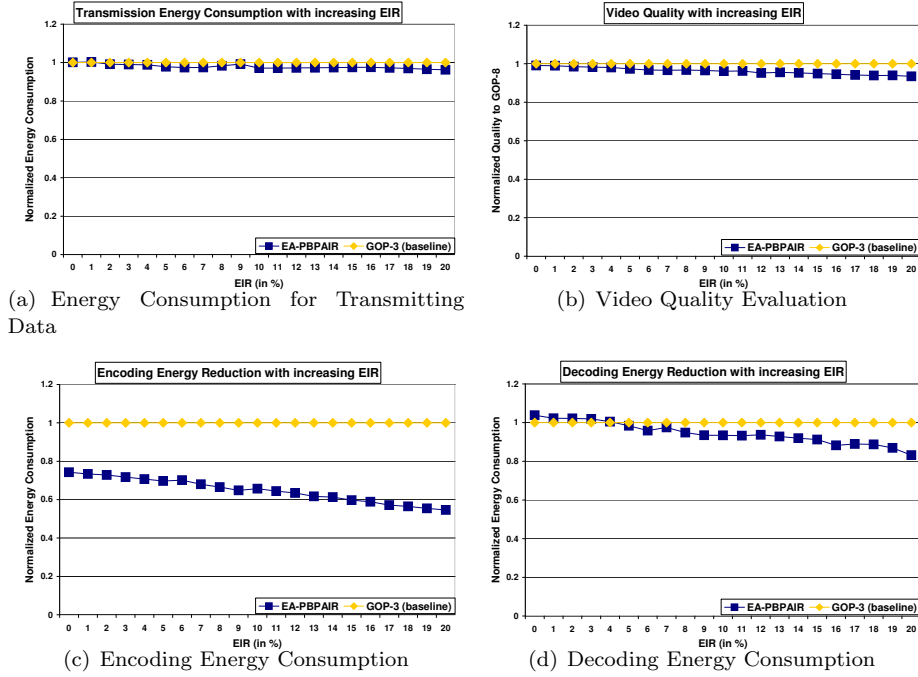 Transmission Energy Consumption with increasing EIR
1.2
1
0.8
0.6
0.4
0.2
0
Normalized Energy Consumption
EA-PBPAIR GOP-3 (baseline)
0 1 2 3 4 5 6 7 8 9 10 11 12 13 14 15 16 17 18 19 20
EIR (in %)
(a) Energy Consumption for Transmitting
Data
Video Quality with increasing EIR
1.2
1
0.8
0.6
0.4
0.2
0
Normalized Quality to GOP-8
EA-PBPAIR GOP-3 (baseline)
0 1 2 3 4 5 6 7 8 9 10 11 12 13 14 15 16 17 18 19 20
EIR (in %)
(b) Video Quality Evaluation
Encoding Energy Reduction with increasing EIR
1.2
1
0.8
0.6
0.4
0.2
0
Normalized Energy Consumption
EA-PBPAIR GOP-3 (baseline)
0 1 2 3 4 5 6 7 8 9 10 11 12 13 14 15 16 17 18 19 20
EIR (in %)
(c) Encoding Energy Consumption
Decoding Energy Reduction with increasing EIR
1.2
1
0.8
0.6
0.4
0.2
0
Normalized Energy Consumption
EA-PBPAIR GOP-3 (baseline)
0 1 2 3 4 5 6 7 8 9 10 11 12 13 14 15 16 17 18 19 20
EIR (in %)
(d) Decoding Energy Consumption